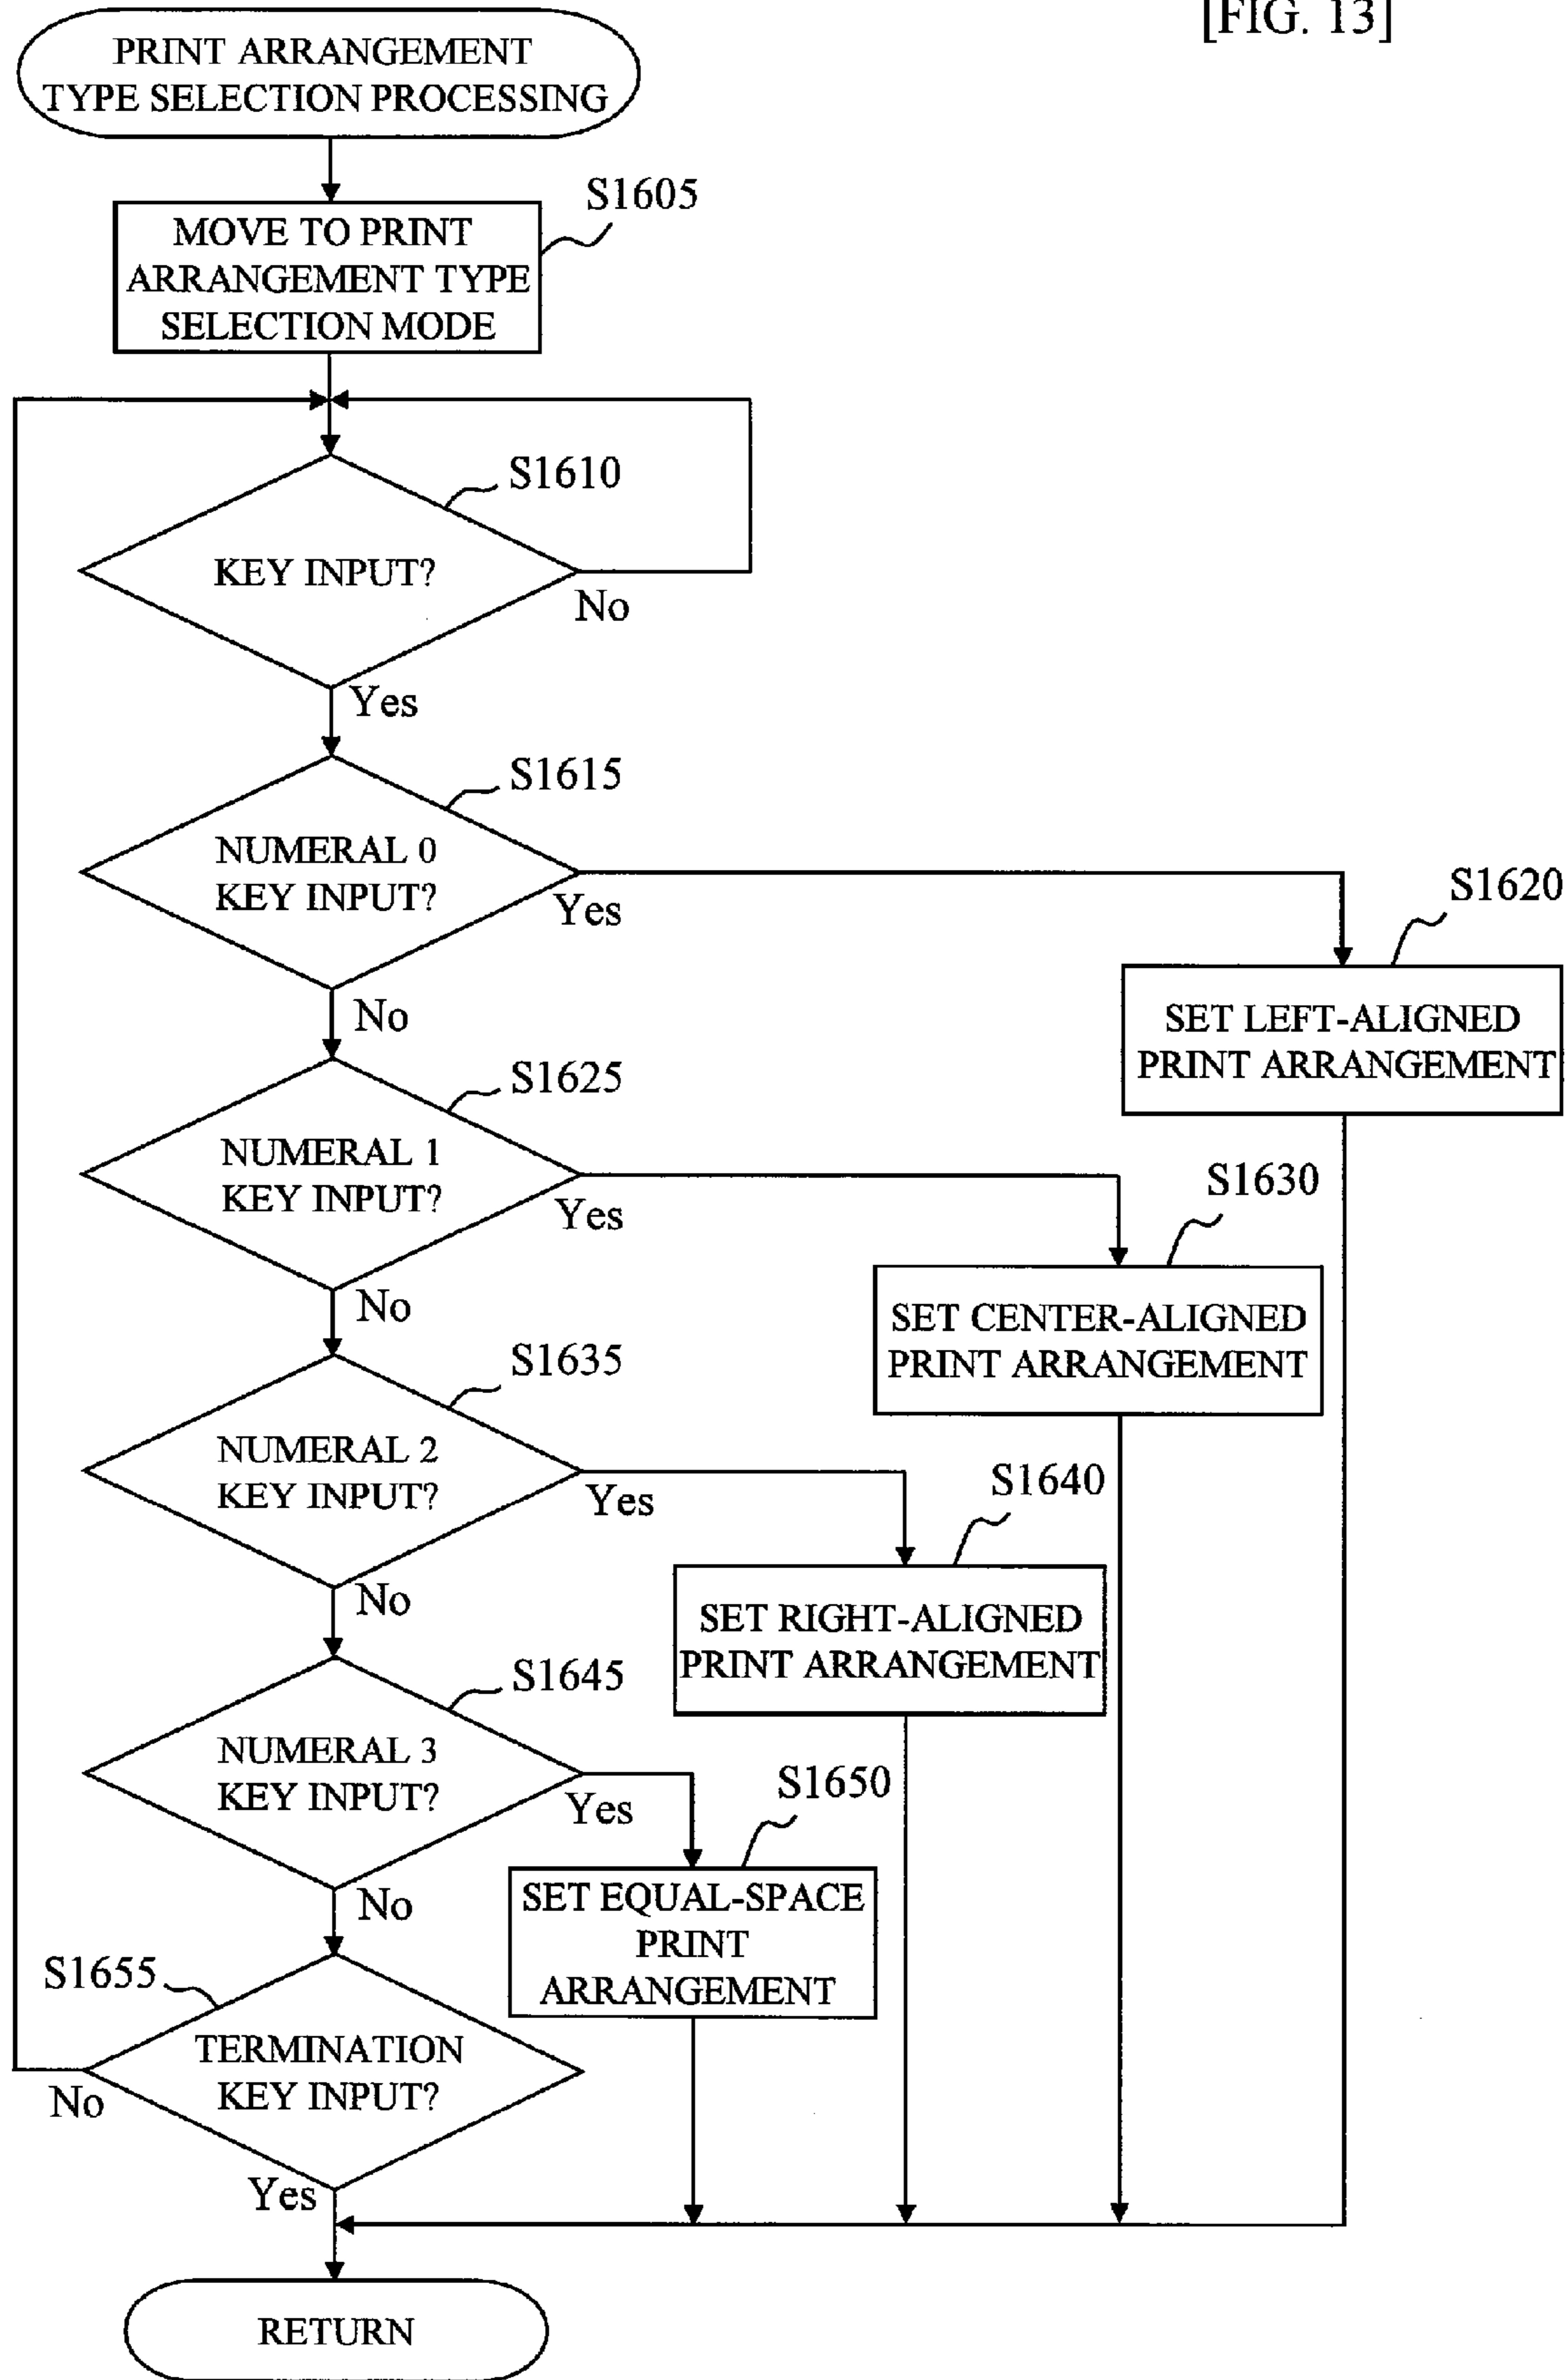 [FIG. 13]
PRINT ARRANGEMENT
TYPE SELECTION PROCESSING
S1605
MOVE TO PRINT
ARRANGEMENT TYPE
SELECTION MODE
S1610
KEY INPUT?
No
Yes
S1615
NUMERAL 0
KEY INPUT?
Yes
S1620
SET LEFT-ALIGNED
PRINT ARRANGEMENT
No
S1625
NUMERAL 1
KEY INPUT?
Yes
S1630
SET CENTER-ALIGNED
PRINT ARRANGEMENT
No
S1635
NUMERAL 2
KEY INPUT?
Yes
S1640
SET RIGHT-ALIGNED
PRINT ARRANGEMENT
No
S1645
NUMERAL 3
KEY INPUT?
Yes
S1650
SET EQUAL-SPACE
PRINT
ARRANGEMENT
No
S1655
TERMINATION
KEY INPUT?
No
Yes
RETURN